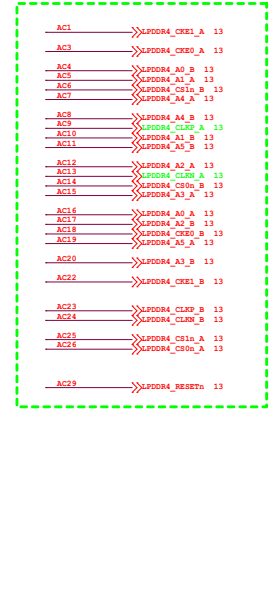 AC1 LPDDR4_CKE1_A 13
AC3 LPDDR4_CKE0_A 13
AC4 LPDDR4_A0_B 13
AC5 LPDDR4_A1_A 13
AC6 LPDDR4_CS1n_B 13
AC7 LPDDR4_A4_A 13
AC8 LPDDR4_A4_B 13
AC9 LPDDR4_CLKP_A 13
AC10 LPDDR4_A1_B 13
AC11 LPDDR4_A5_B 13
AC12 LPDDR4_A2_A 13
AC13 LPDDR4_CLKN_A 13
AC14 LPDDR4_CS0n_B 13
AC15 LPDDR4_A3_A 13
AC16 LPDDR4_A0_A 13
AC17 LPDDR4_A2_B 13
AC18 LPDDR4_CKE0_B 13
AC19 LPDDR4_A5_A 13
AC20 LPDDR4_A3_B 13
AC22 LPDDR4_CKE1_B 13
AC23 LPDDR4_CLKP_B 13
AC24 LPDDR4_CLKN_B 13
AC25 LPDDR4_CS1n_A 13
AC26 LPDDR4_CS0n_A 13
AC29 LPDDR4_RESETn 13